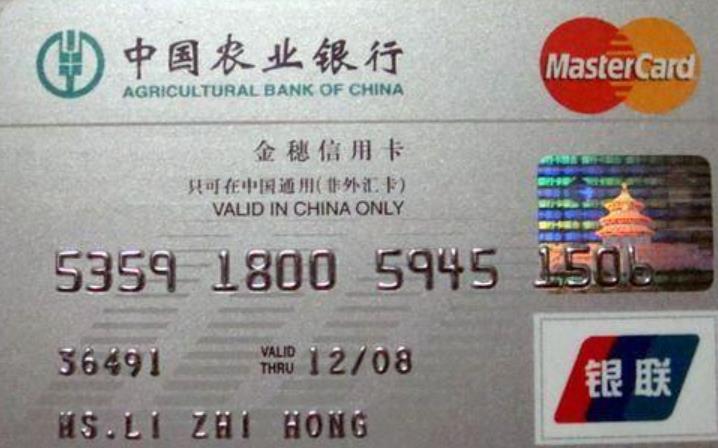 中国农业银行
AGRICULTURAL BANK OF CHINA
MasterCard
金穗信用卡
只可在中国通用(非外汇卡)
VALID IN CHINA ONLY
5359 1800 5945 1506
36491 VALID THRU 12/08
银联
MS.LI ZHI HONG